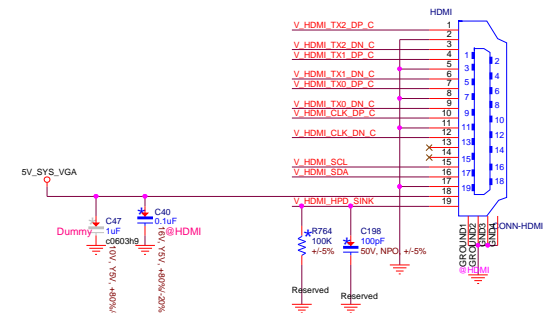 HDMI
V_HDMI_TX2_DP_C 1
2
V_HDMI_TX2_DN_C 3
V_HDMI_TX1_DP_C 4
5
V_HDMI_TX1_DN_C 6
V_HDMI_TX0_DP_C 7
8
V_HDMI_TX0_DN_C 9
V_HDMI_CLK_DP_C 10
11
V_HDMI_CLK_DN_C 12
13
14
V_HDMI_SCL 15
V_HDMI_SDA 16
17
18
V_HDMI_HPD_SINK 19
1 2
3 4
5 6
7 8
9 10
11 12
13 14
15 16
17 18
19
5V_SYS_VGA
C47
Dummy 1uF
c0603h9
10V, Y5V, +80%/-
* C40
0.1uF
@HDMI
16V, Y5V, +80%/-20%
* R764
100K
+/-5%
Reserved
* C198
100pF
50V, NPO, +/-5%
Reserved
GROUND1
GROUND2
GND3
GND4
CONN-HDMI
@HDMI